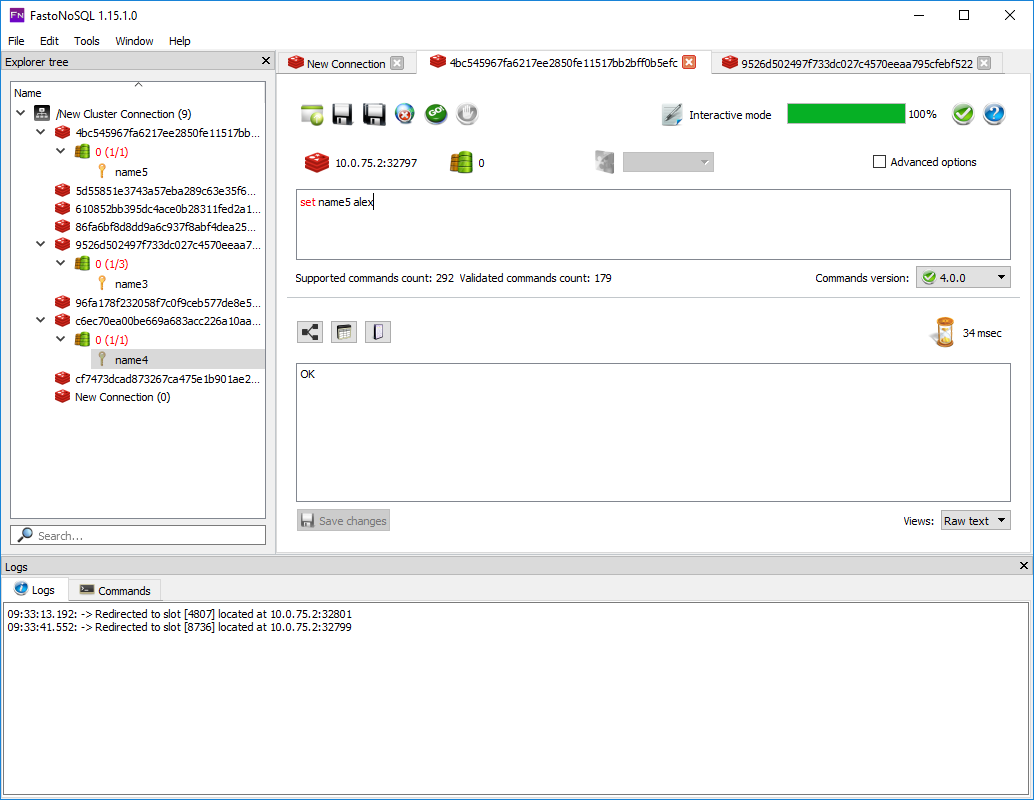 FN FastoNoSQL 1.15.1.0
File Edit Tools Window Help
Explorer tree
Name
/New Cluster Connection (9)
4bc545967fa6217ee2850fe11517bb...
0 (1/1)
name5
5d55851e3743a57eba289c63e35f6...
610852bb395dc4ace0b28311fed2a1...
86fa6bf8d8dd9a6c937f8abf4dea25...
9526d502497f733dc027c4570eeaa7...
0 (1/3)
name3
96fa178f232058f7c0f9ceb577de8e5...
c6ec70ea00be669a683acc226a10aa...
0 (1/1)
name4
cf7473dcad873267ca475e1b901ae2...
New Connection (0)
Search...
New Connection
4bc545967fa6217ee2850fe11517bb2bff0b5efc
9526d502497f733dc027c4570eeaa795cfebf522
GO!
Interactive mode
100%
10.0.75.2:32797
0
Advanced options
set name5 alex
Supported commands count: 292 Validated commands count: 179
Commands version: 4.0.0
34 msec
OK
Save changes
Views: Raw text
Logs
Logs Commands
09:33:13.192: -> Redirected to slot [4807] located at 10.0.75.2:32801
09:33:41.552: -> Redirected to slot [8736] located at 10.0.75.2:32799